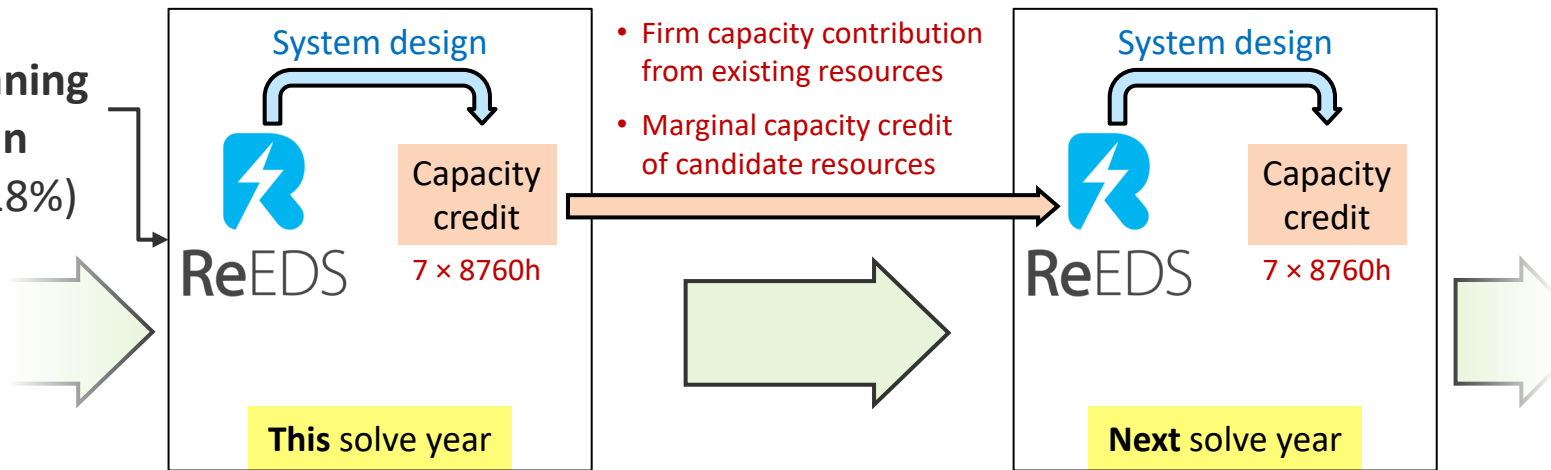 nning
n
.8%)
System design
ReEDS
Capacity
credit
7 × 8760h
This solve year
• Firm capacity contribution
from existing resources
• Marginal capacity credit
of candidate resources
System design
ReEDS
Capacity
credit
7 × 8760h
Next solve year